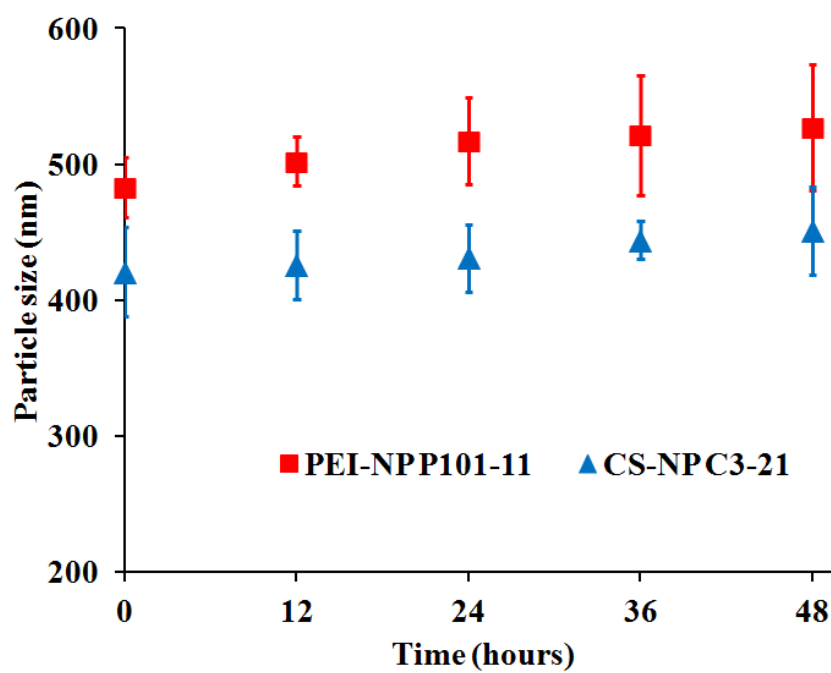 600
500
400
300
200
Particle size (nm)
PEI-NP P101-11 CS-NP C3-21
0 12 24 36 48
Time (hours)